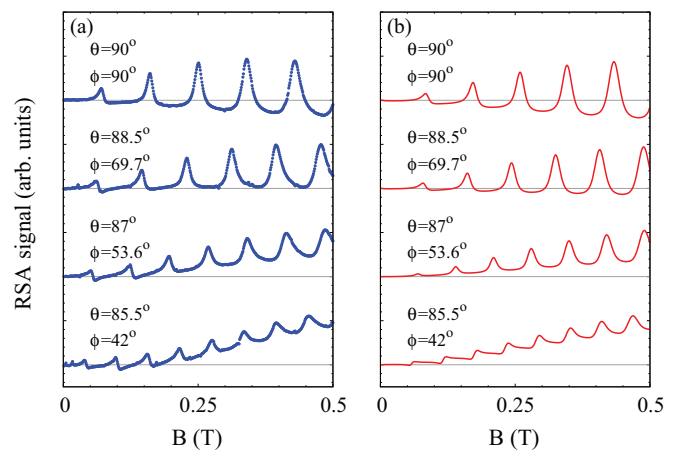 RSA signal (arb. units)
(a)
θ=90°
ϕ=90°
θ=88.5°
ϕ=69.7°
θ=87°
ϕ=53.6°
θ=85.5°
ϕ=42°
0 0.25 0.5
B (T)
(b)
θ=90°
ϕ=90°
θ=88.5°
ϕ=69.7°
θ=87°
ϕ=53.6°
θ=85.5°
ϕ=42°
0 0.25 0.5
B (T)